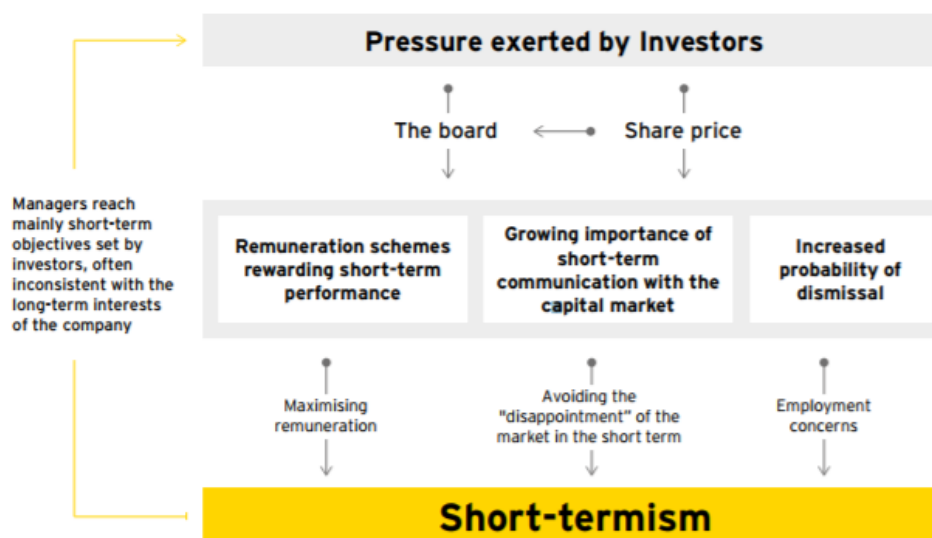 Pressure exerted by Investors
The board
Share price
Managers reach
mainly short-term
objectives set by
investors, often
inconsistent with the
long-term interests
of the company
Remuneration schemes
rewarding short-term
performance
Growing importance of
short-term
communication with the
capital market
Increased
probability of
dismissal
Maximising
remuneration
Avoiding the
"disappointment" of the
market in the short term
Employment
concerns
Short-termism